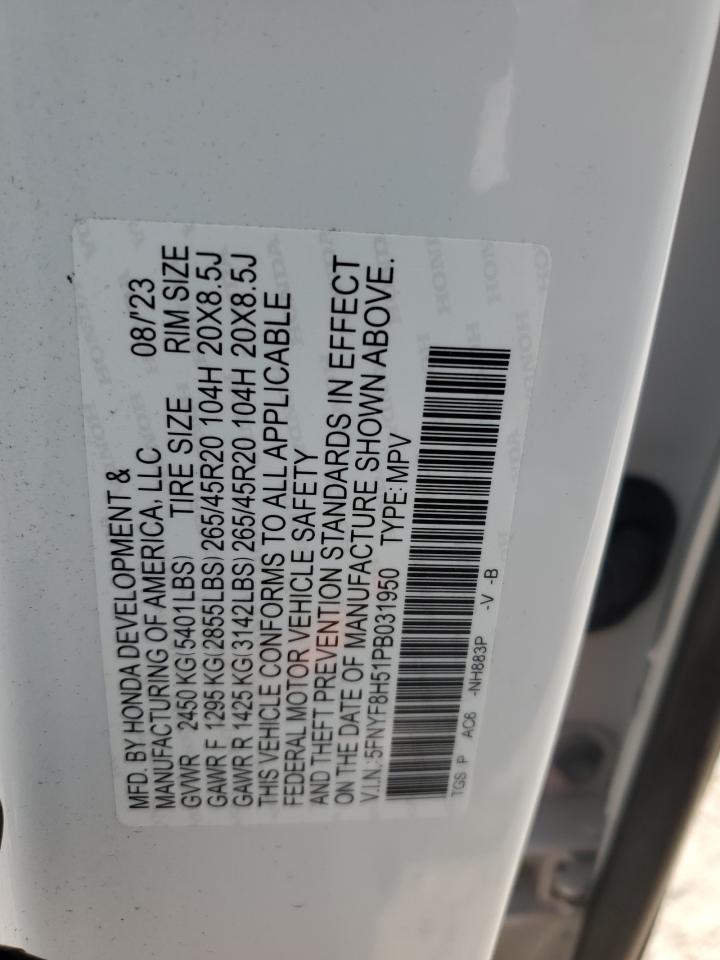 MFD. BY HONDA DEVELOPMENT & 08/'23
MANUFACTURING OF AMERICA, LLC
GVWR 2450 KG(5401LBS) TIRE SIZE RIM SIZE
GAWR F 1295 KG(2855LBS) 265/45R20 104H 20X8.5J
GAWR R 1425 KG(3142LBS) 265/45R20 104H 20X8.5J
THIS VEHICLE CONFORMS TO ALL APPLICABLE
FEDERAL MOTOR VEHICLE SAFETY
AND THEFT PREVENTION STANDARDS IN EFFECT
ON THE DATE OF MANUFACTURE SHOWN ABOVE.
V.I.N.: 5FNYF8H51PB031950 TYPE: MPV
TGS P AC6 -NH883P -V -B